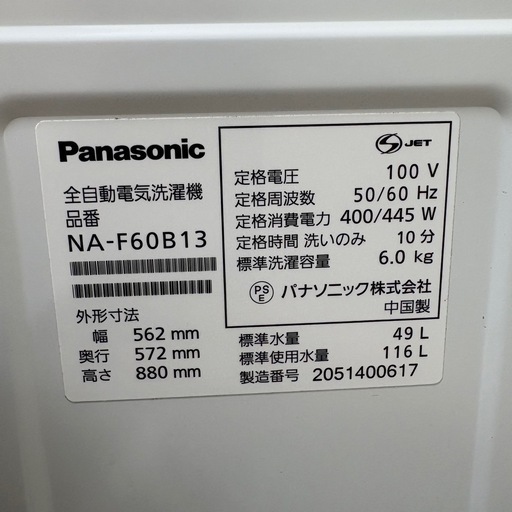 Panasonic
全自動電気洗濯機
品番
NA-F60B13
外形寸法
幅 562 mm
奥行 572 mm
高さ 880 mm
S JET
定格電圧 100 V
定格周波数 50/60 Hz
定格消費電力 400/445 W
定格時間 洗いのみ 10 分
標準洗濯容量 6.0 kg
PS E パナソニック株式会社
中国製
標準水量 49 L
標準使用水量 116 L
製造番号 2051400617